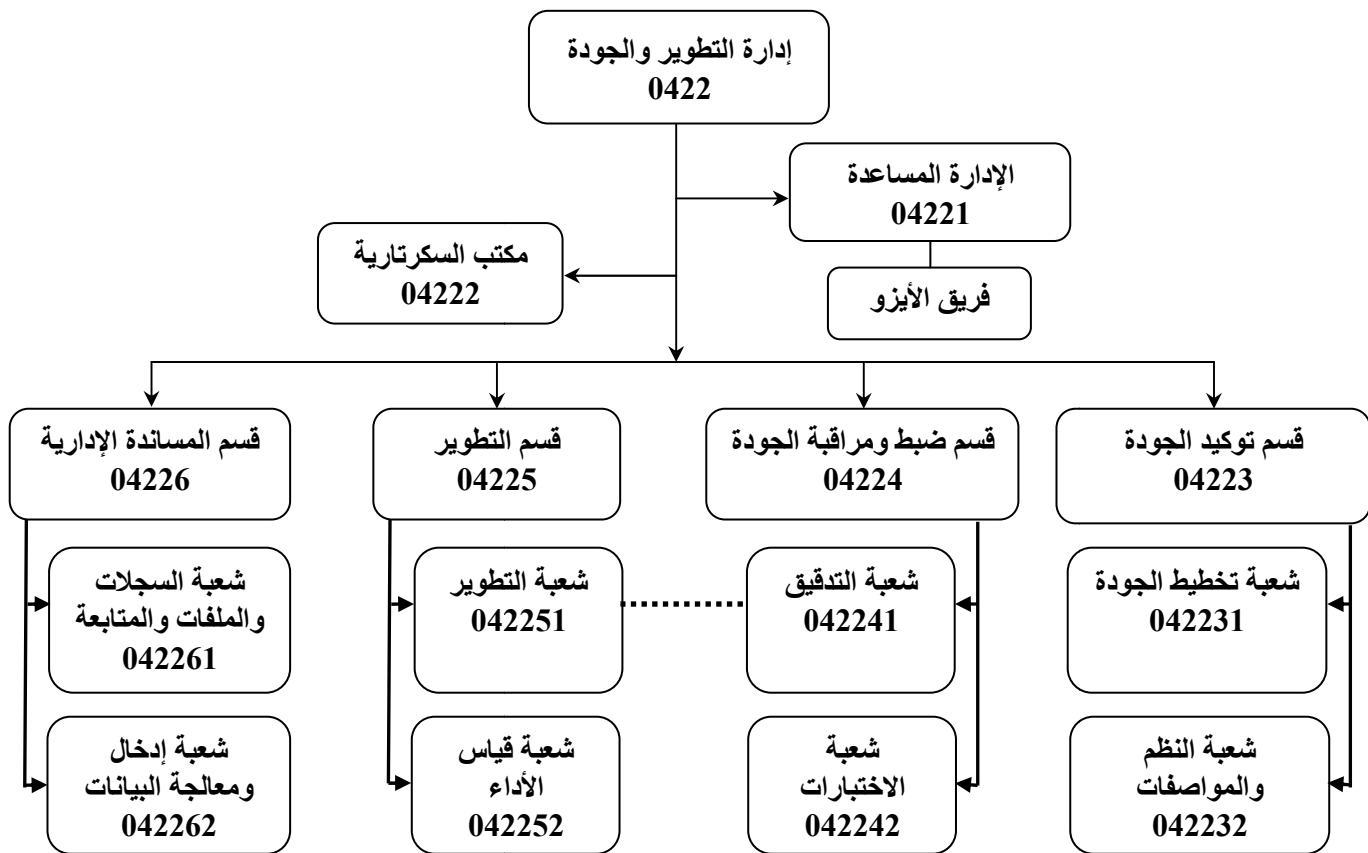 إدارة التطوير والجودة
0422
الإدارة المساعدة
04221
مكتب السكرتارية
04222
فريق الأيزو
قسم توكيد الجودة
04223
قسم ضبط ومراقبة الجودة
04224
قسم التطوير
04225
قسم المساندة الإدارية
04226
شعبة تخطيط الجودة
042231
شعبة التدقيق
042241
شعبة التطوير
042251
شعبة السجلات
والملفات والمتابعة
042261
شعبة النظم
والمواصفات
042232
شعبة
الاختبارات
042242
شعبة قياس
الأداء
042252
شعبة إدخال
ومعالجة البيانات
042262